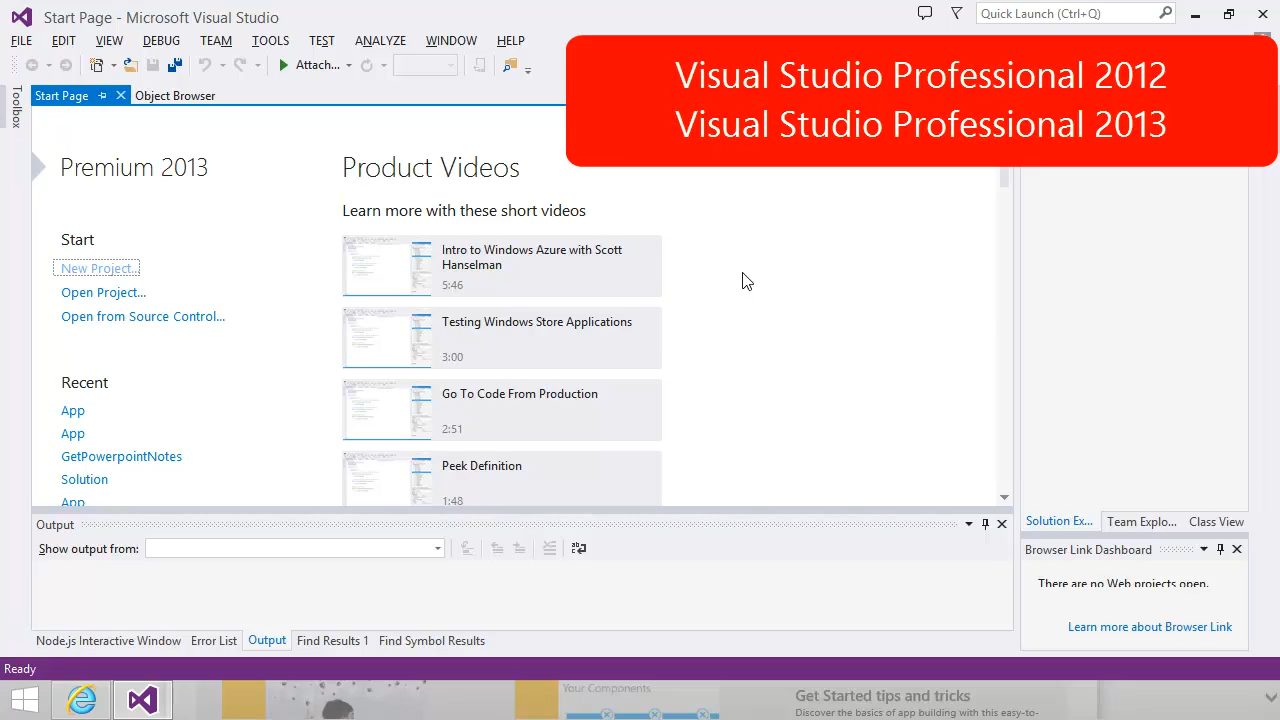 Start Page - Microsoft Visual Studio
Quick Launch (Ctrl+Q)
FILE EDIT VIEW DEBUG TEAM TOOLS TEST ANALYZE WINDOW HELP
Attach...
Visual Studio Professional 2012
Visual Studio Professional 2013
Toolbox
Start Page Object Browser
Premium 2013
Start
New Project...
Open Project...
Open from Source Control...
Recent
App
App
GetPowerpointNotes
Solution
App
Product Videos
Learn more with these short videos
Intro to Windows Azure with Scott
Hanselman
5:46
Testing Windows Store Applications
3:00
Go To Code From Production
2:51
Peek Definition
1:48
Output
Show output from:
Node.js Interactive Window Error List Output Find Results 1 Find Symbol Results
Solution Ex... Team Explo... Class View
Browser Link Dashboard
There are no Web projects open.
Learn more about Browser Link
Ready
Your Components
Get Started tips and tricks
Discover the basics of app building with this easy-to-